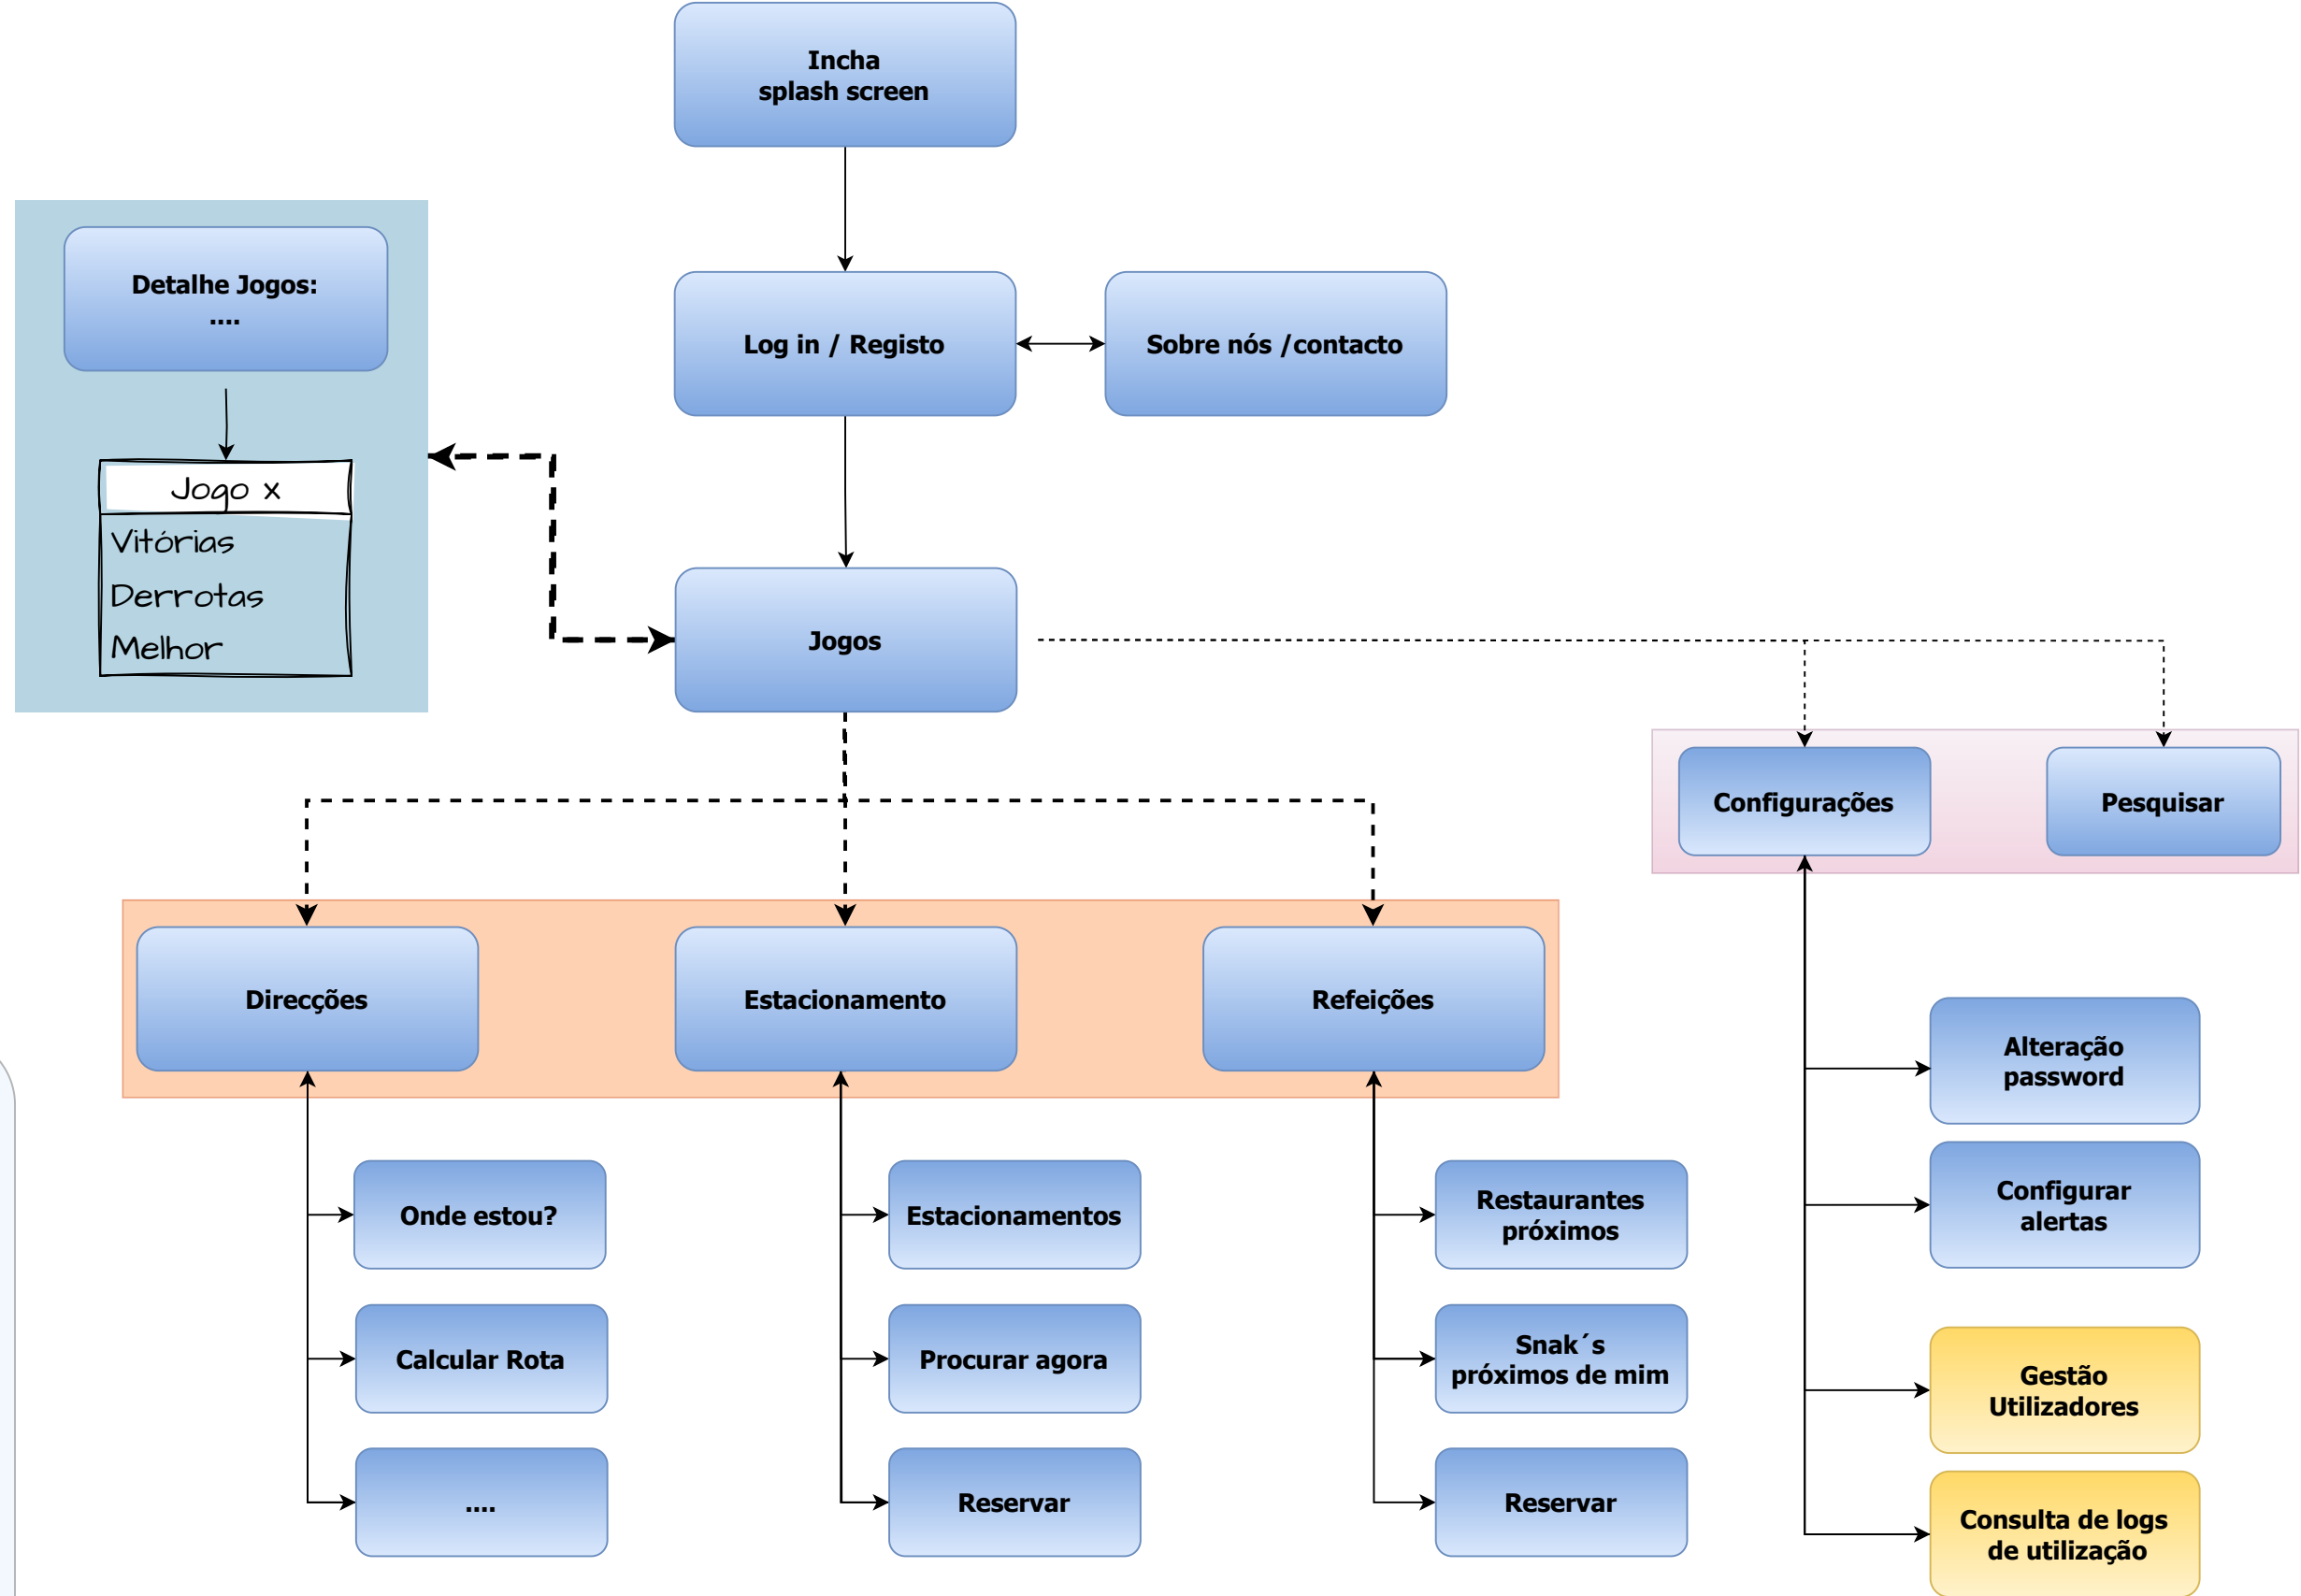 Incha
splash screen
Detalhe Jogos:
....
Log in / Registo
Sobre nós /contacto
Jogo x
Vitórias
Derrotas
Melhor
Jogos
Configurações
Pesquisar
Direcções
Estacionamento
Refeições
Alteração
password
Configurar
alertas
Onde estou?
Estacionamentos
Restaurantes
próximos
Calcular Rota
Procurar agora
Snak´s
próximos de mim
Gestão
Utilizadores
....
Reservar
Reservar
Consulta de logs
de utilização